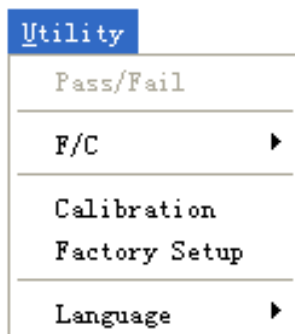 Utility
Pass/Fail
F/C
Calibration
Factory Setup
Language